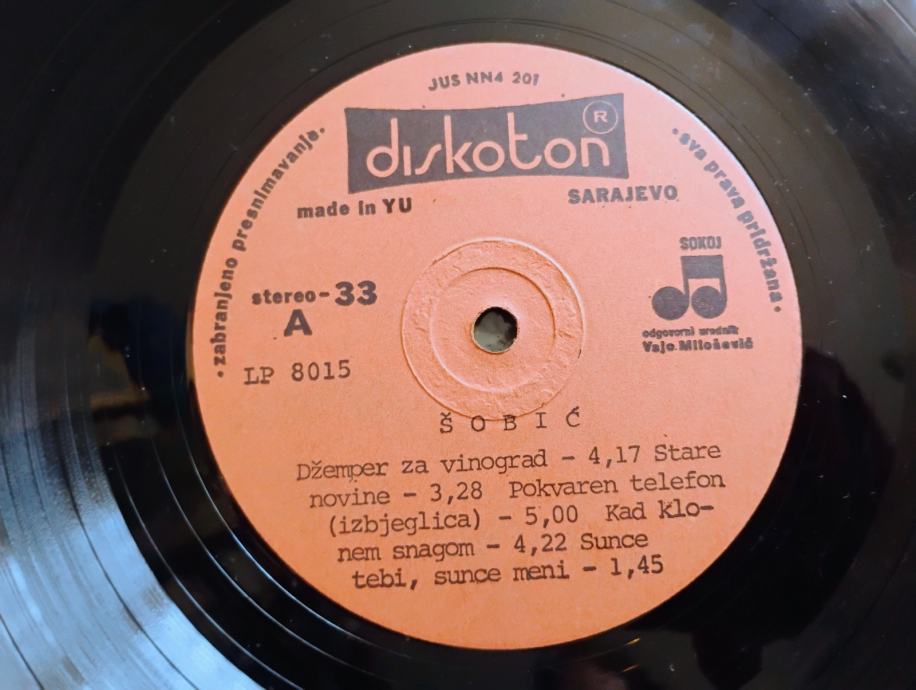 JUS NN4 201
diskoton ®
made in YU
SARAJEVO
• zabranjeno presnimavanje •
• sva prava pridržana •
SOKOJ
odgovorni urednik
Vojo Milošević
stereo-33
A
LP 8015
ŠOBIĆ
Džemper za vinograd - 4,17 Stare
novine - 3,28 Pokvaren telefon
(izbjeglica) - 5,00 Kad klo-
nem snagom - 4,22 Sunce
tebi, sunce meni - 1,45